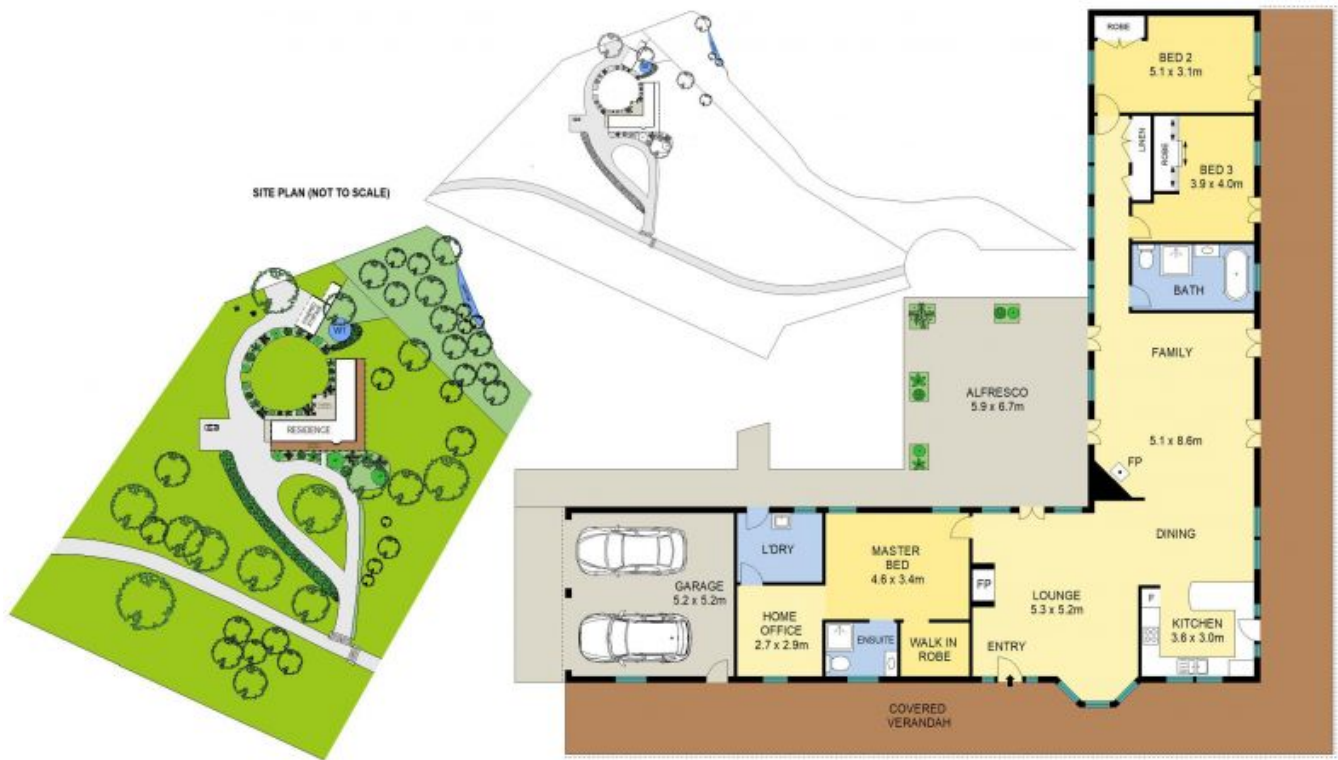 SITE PLAN (NOT TO SCALE)
RESIDENCE
WT
ROBE
BED 2
5.1 x 3.1m
LINEN
ROBE
BED 3
3.9 x 4.0m
BATH
FAMILY
5.1 x 8.6m
FP
ALFRESCO
5.9 x 6.7m
DINING
L'DRY
MASTER
BED
4.6 x 3.4m
GARAGE
5.2 x 5.2m
FP
LOUNGE
5.3 x 5.2m
F
KITCHEN
3.6 x 3.0m
HOME
OFFICE
2.7 x 2.9m
ENSUITE
WALK IN
ROBE
ENTRY
COVERED
VERANDAH